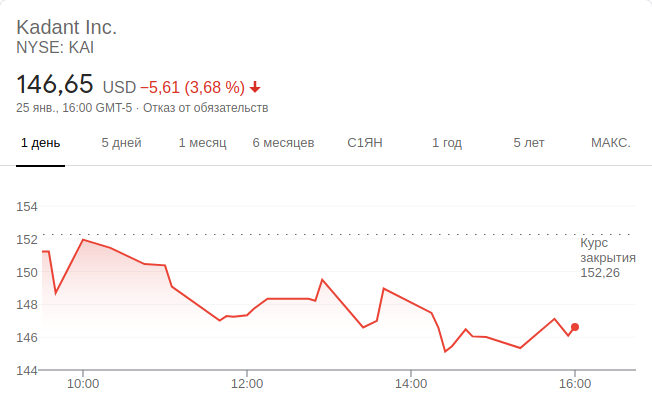 Kadant Inc.
NYSE: KAI
146,65 USD −5,61 (3,68 %)
25 янв., 16:00 GMT-5 · Отказ от обязательств
1 день 5 дней 1 месяц 6 месяцев С1ЯН 1 год 5 лет МАКС.
154
152
150
148
146
144
Курс
закрытия
152,26
10:00 12:00 14:00 16:00